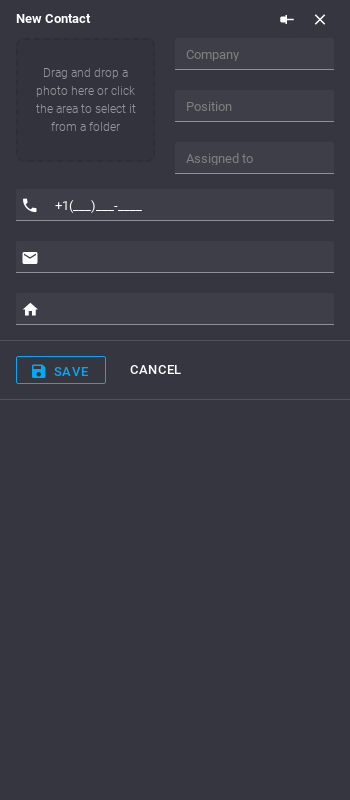 New Contact
Drag and drop a
photo here or click
the area to select it
from a folder
Company
Position
Assigned to
+1(___)___-____
SAVE
CANCEL